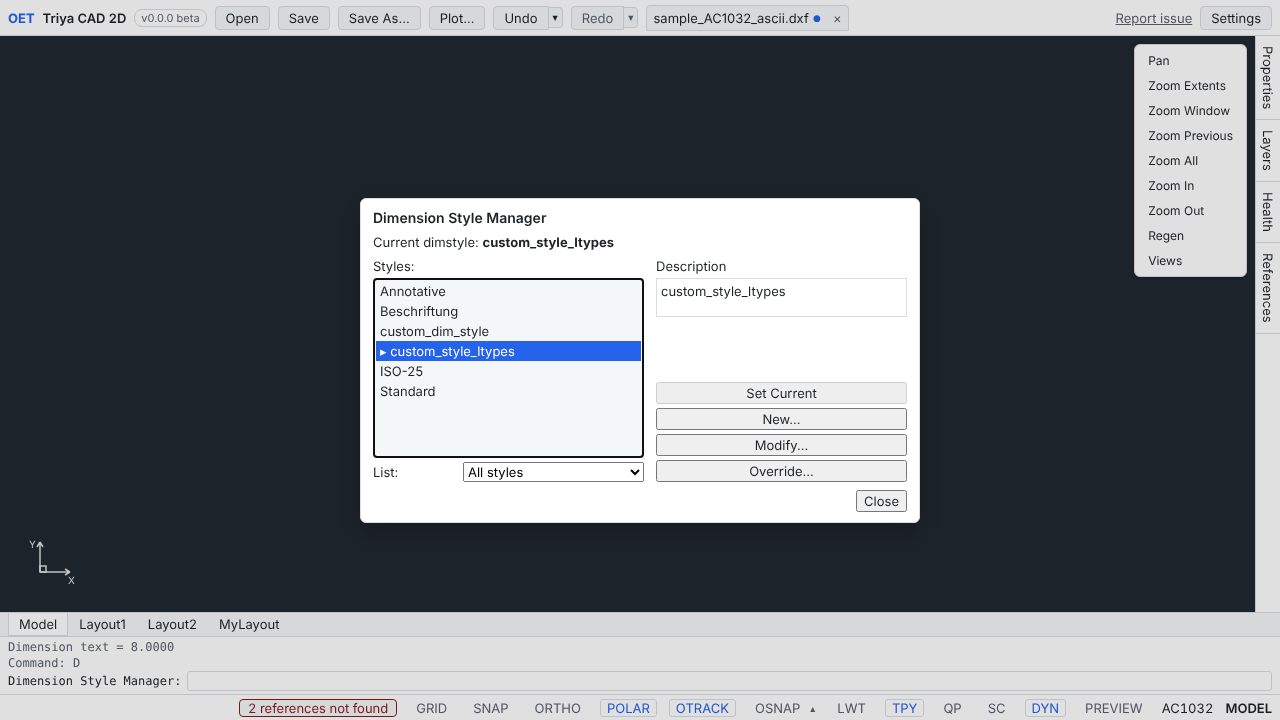 OET Triya CAD 2D v0.0.0 beta Open Save Save As... Plot... Undo ▾ Redo ▾ sample_AC1032_ascii.dxf ● × Report issue Settings
Pan
Zoom Extents
Zoom Window
Zoom Previous
Zoom All
Zoom In
Zoom Out
Regen
Views
Properties
Layers
Health
References
Dimension Style Manager
Current dimstyle: custom_style_ltypes
Styles:
Annotative
Beschriftung
custom_dim_style
▸ custom_style_ltypes
ISO-25
Standard
List: All styles
Description
custom_style_ltypes
Set Current
New...
Modify...
Override...
Close
Y
X
Model Layout1 Layout2 MyLayout
Dimension text = 8.0000
Command: D
Dimension Style Manager:
2 references not found GRID SNAP ORTHO POLAR OTRACK OSNAP ▴ LWT TPY QP SC DYN PREVIEW AC1032 MODEL